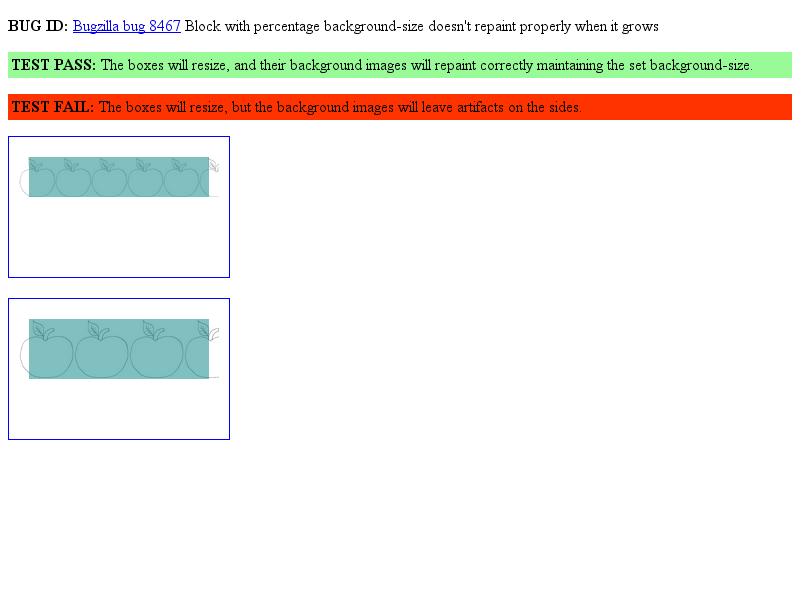 BUG ID: Bugzilla bug 8467 Block with percentage background-size doesn't repaint properly when it grows
TEST PASS: The boxes will resize, and their background images will repaint correctly maintaining the set background-size.
TEST FAIL: The boxes will resize, but the background images will leave artifacts on the sides.